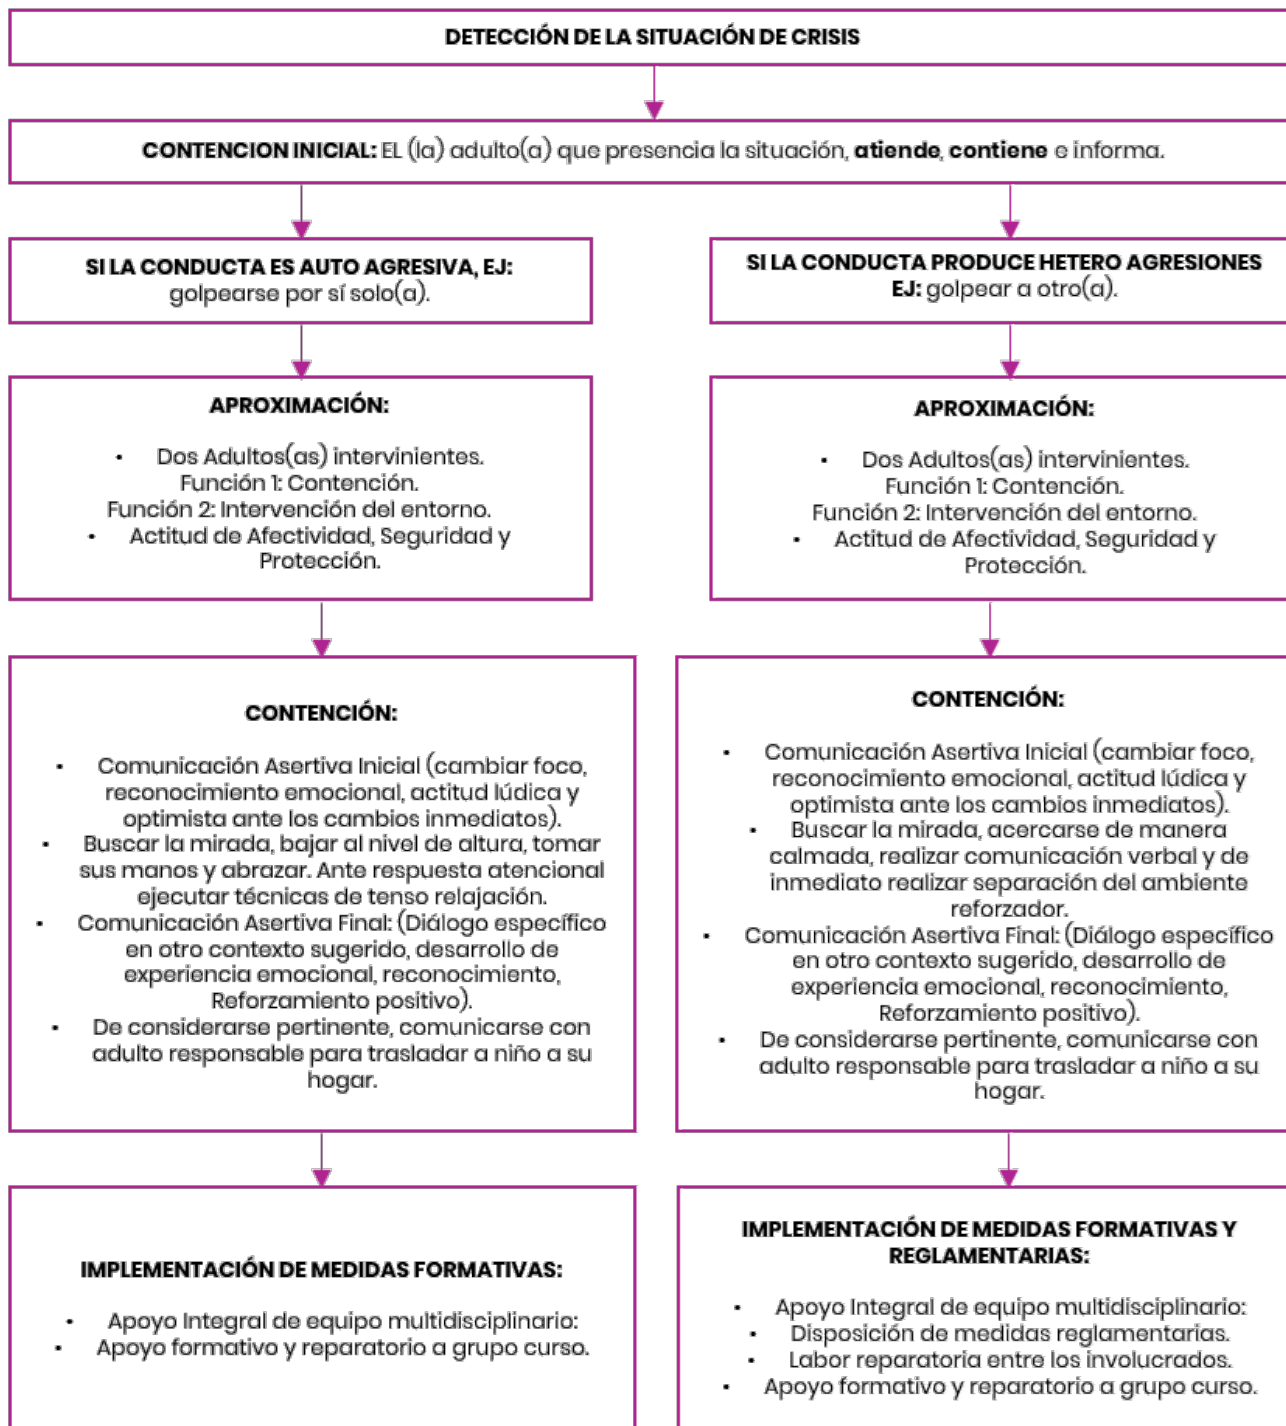 DETECCIÓN DE LA SITUACIÓN DE CRISIS
CONTENCION INICIAL: EL (la) adulto(a) que presencia la situación, atiende, contiene e informa.
SI LA CONDUCTA ES AUTO AGRESIVA, EJ:
golpearse por sí solo(a).
SI LA CONDUCTA PRODUCE HETERO AGRESIONES
EJ: golpear a otro(a).
APROXIMACIÓN:
• Dos Adultos(as) intervinientes.
Función 1: Contención.
Función 2: Intervención del entorno.
• Actitud de Afectividad, Seguridad y
Protección.
APROXIMACIÓN:
• Dos Adultos(as) intervinientes.
Función 1: Contención.
Función 2: Intervención del entorno.
• Actitud de Afectividad, Seguridad y
Protección.
CONTENCIÓN:
• Comunicación Asertiva Inicial (cambiar foco,
reconocimiento emocional, actitud lúdica y
optimista ante los cambios inmediatos).
• Buscar la mirada, bajar al nivel de altura, tomar
sus manos y abrazar. Ante respuesta atencional
ejecutar técnicas de tenso relajación.
• Comunicación Asertiva Final: (Diálogo específico
en otro contexto sugerido, desarrollo de
experiencia emocional, reconocimiento,
Reforzamiento positivo).
• De considerarse pertinente, comunicarse con
adulto responsable para trasladar a niño a su
hogar.
CONTENCIÓN:
• Comunicación Asertiva Inicial (cambiar foco,
reconocimiento emocional, actitud lúdica y
optimista ante los cambios inmediatos).
• Buscar la mirada, acercarse de manera
calmada, realizar comunicación verbal y de
inmediato realizar separación del ambiente
reforzador.
• Comunicación Asertiva Final: (Diálogo específico
en otro contexto sugerido, desarrollo de
experiencia emocional, reconocimiento,
Reforzamiento positivo).
• De considerarse pertinente, comunicarse con
adulto responsable para trasladar a niño a su
hogar.
IMPLEMENTACIÓN DE MEDIDAS FORMATIVAS:
• Apoyo Integral de equipo multidisciplinario:
• Apoyo formativo y reparatorio a grupo curso.
IMPLEMENTACIÓN DE MEDIDAS FORMATIVAS Y
REGLAMENTARIAS:
• Apoyo Integral de equipo multidisciplinario:
• Disposición de medidas reglamentarias.
• Labor reparatoria entre los involucrados.
• Apoyo formativo y reparatorio a grupo curso.